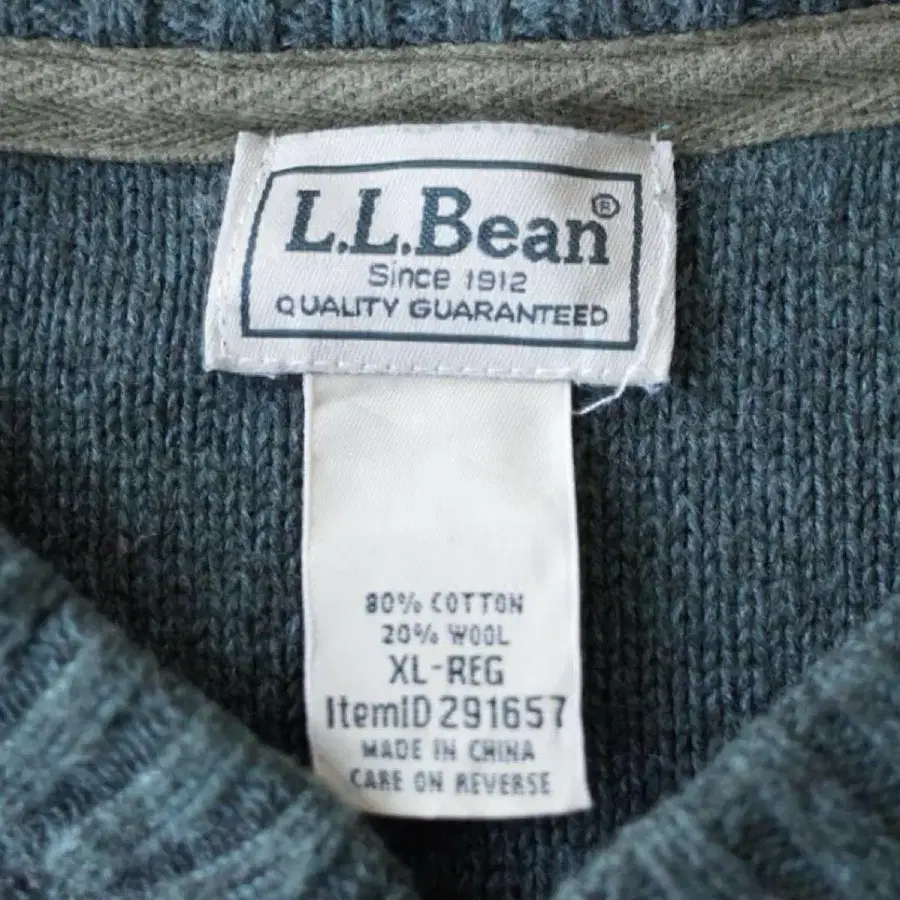 L.L.Bean®
Since 1912
QUALITY GUARANTEED
80% COTTON
20% WOOL
XL-REG
ItemID 291657
MADE IN CHINA
CARE ON REVERSE